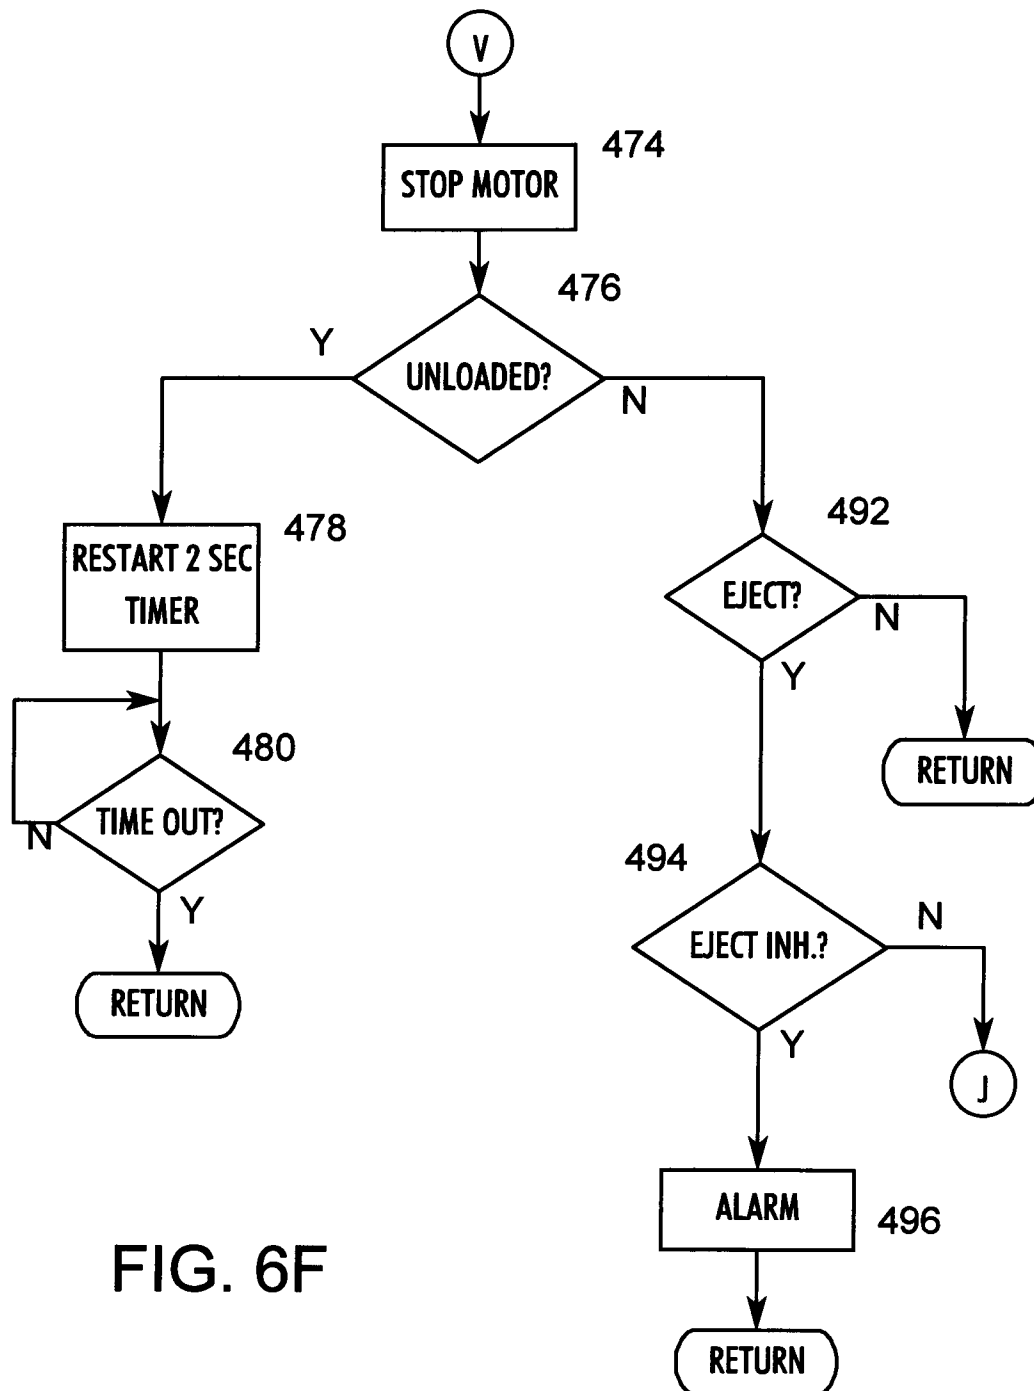 V
474
STOP MOTOR
476
Y
UNLOADED?
N
478
RESTART 2 SEC
TIMER
492
EJECT?
N
Y
480
TIME OUT?
N
Y
RETURN
RETURN
494
EJECT INH.?
N
Y
J
ALARM
496
RETURN
FIG. 6F